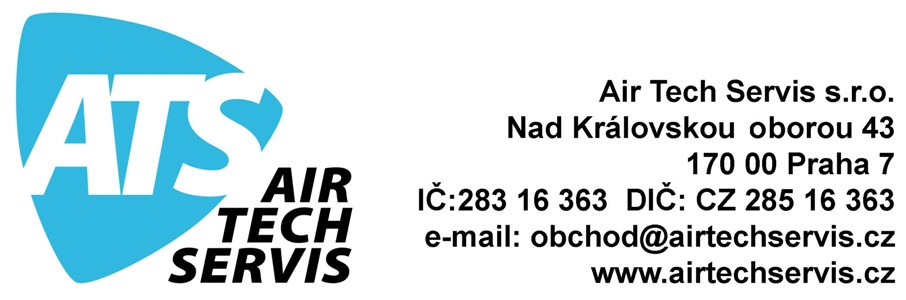 ATS
AIR
TECH
SERVIS
Air Tech Servis s.r.o.
Nad Královskou oborou 43
170 00 Praha 7
IČ:283 16 363 DIČ: CZ 285 16 363
e-mail: obchod@airtechservis.cz
www.airtechservis.cz